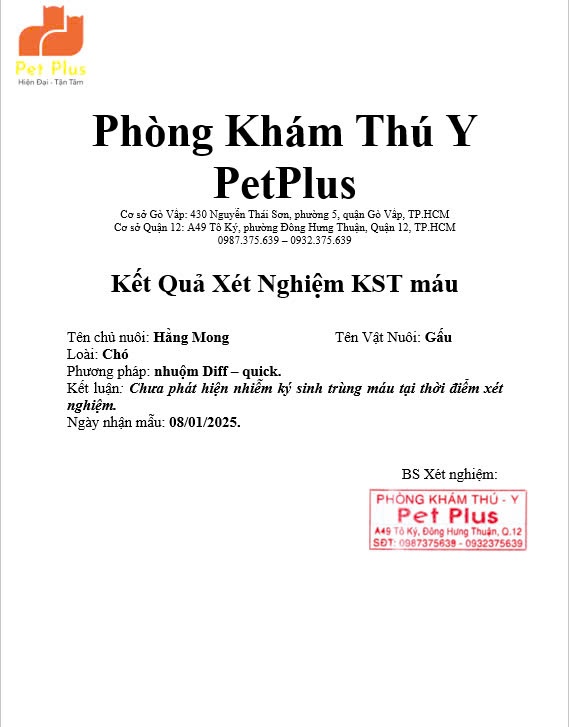 Pet Plus
Hiện Đại - Tận Tâm
Phòng Khám Thú Y
PetPlus
Cơ sở Gò Vấp: 430 Nguyễn Thái Sơn, phường 5, quận Gò Vấp, TP.HCM
Cơ sở Quận 12: A49 Tô Ký, phường Đông Hưng Thuận, Quận 12, TP.HCM
0987.375.639 – 0932.375.639
Kết Quả Xét Nghiệm KST máu
Tên chủ nuôi: Hằng Mong Tên Vật Nuôi: Gấu
Loài: Chó
Phương pháp: nhuộm Diff – quick.
Kết luận: Chưa phát hiện nhiễm ký sinh trùng máu tại thời điểm xét
nghiệm.
Ngày nhận mẫu: 08/01/2025.
BS Xét nghiệm:
PHÒNG KHÁM THÚ - Y
Pet Plus
A49 Tô Ký, Đông Hưng Thuận, Q.12
SĐT: 0987375639 - 0932375639